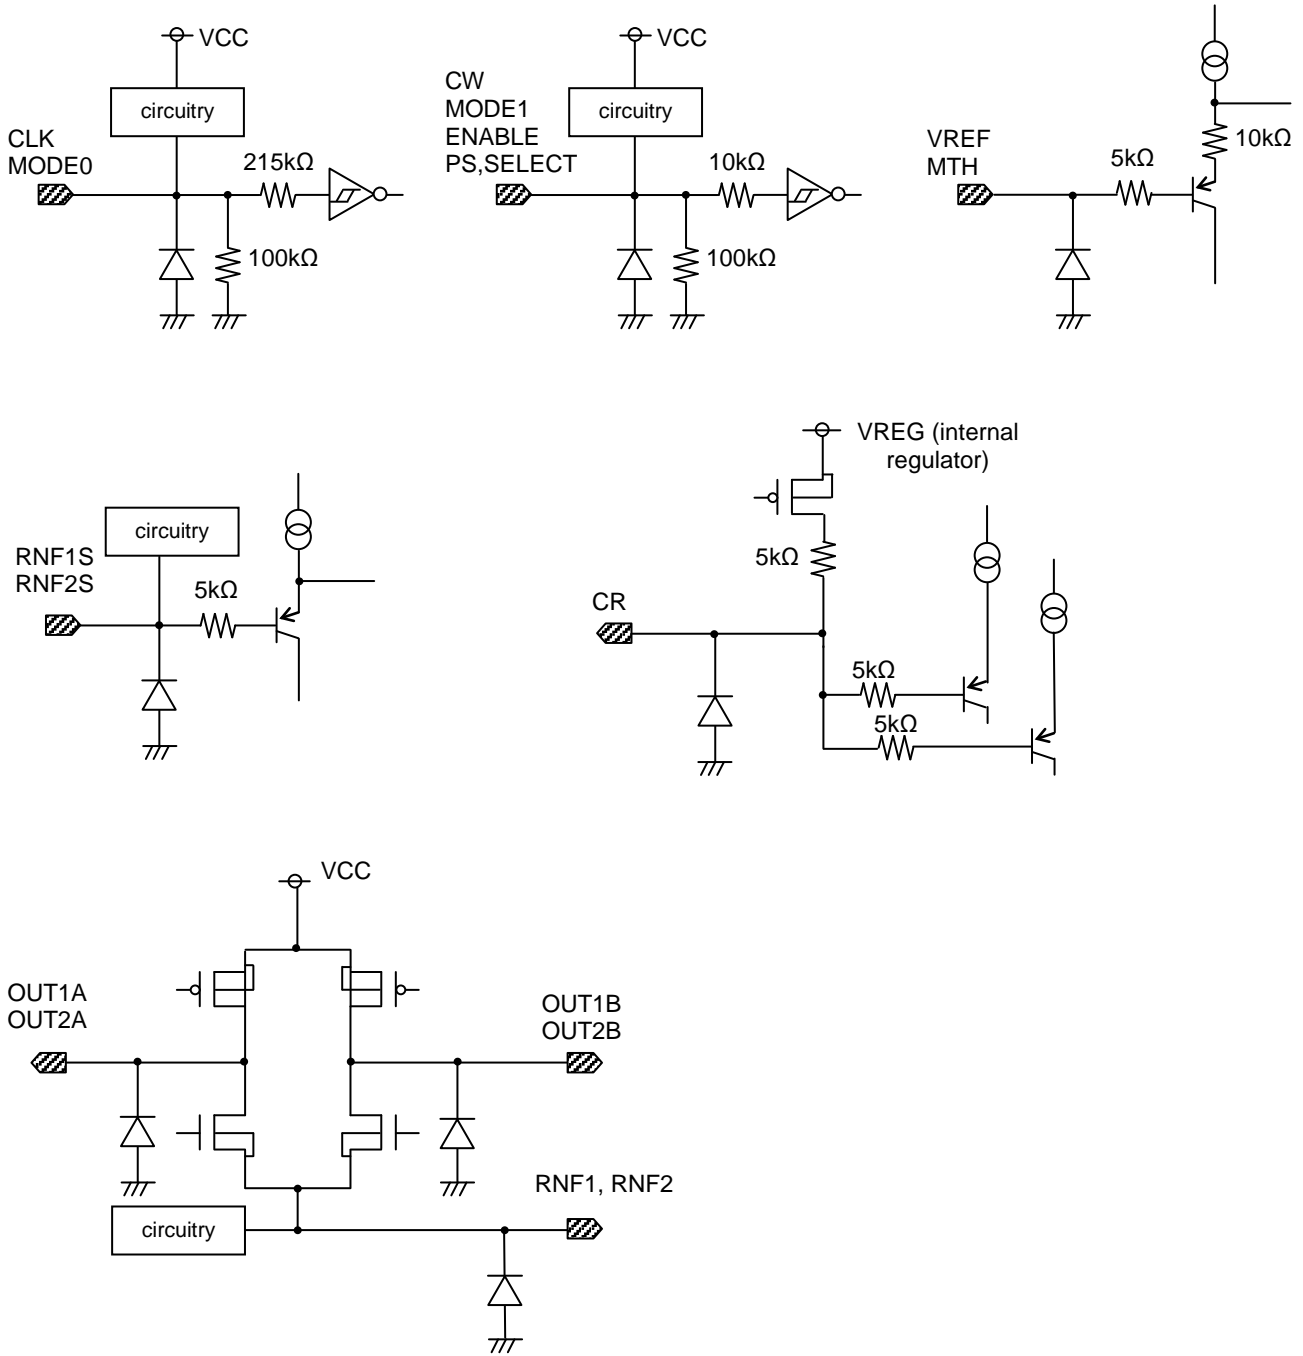 VCC
circuitry
CLK
MODE0
215kΩ
100kΩ
VCC
CW
MODE1
ENABLE
PS,SELECT
circuitry
10kΩ
100kΩ
VREF
MTH
5kΩ
10kΩ
circuitry
RNF1S
RNF2S
5kΩ
VREG (internal
regulator)
5kΩ
CR
5kΩ
5kΩ
VCC
OUT1A
OUT2A
OUT1B
OUT2B
RNF1, RNF2
circuitry